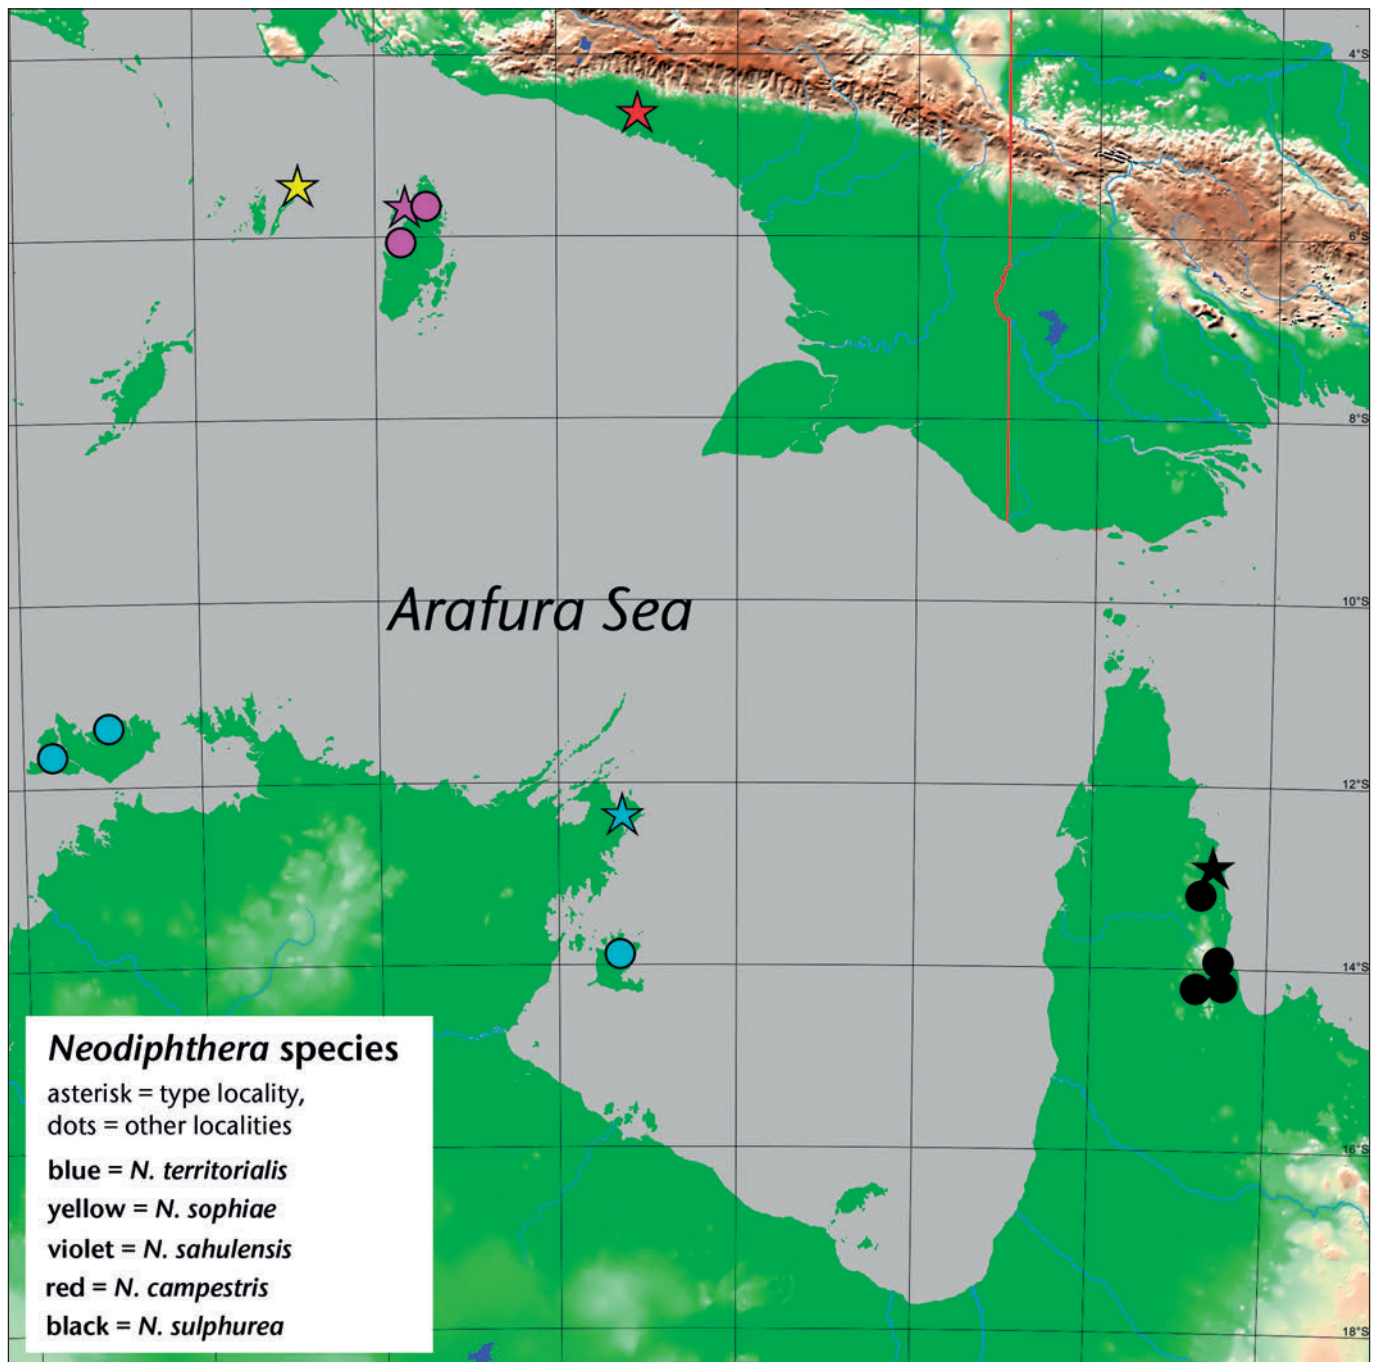 4°S
6°S
8°S
Arafura Sea
10°S
12°S
14°S
Neodiphthera species
asterisk = type locality,
dots = other localities
blue = N. territorialis
yellow = N. sophiae
violet = N. sahulensis
red = N. campestris
black = N. sulphurea
16°S
18°S